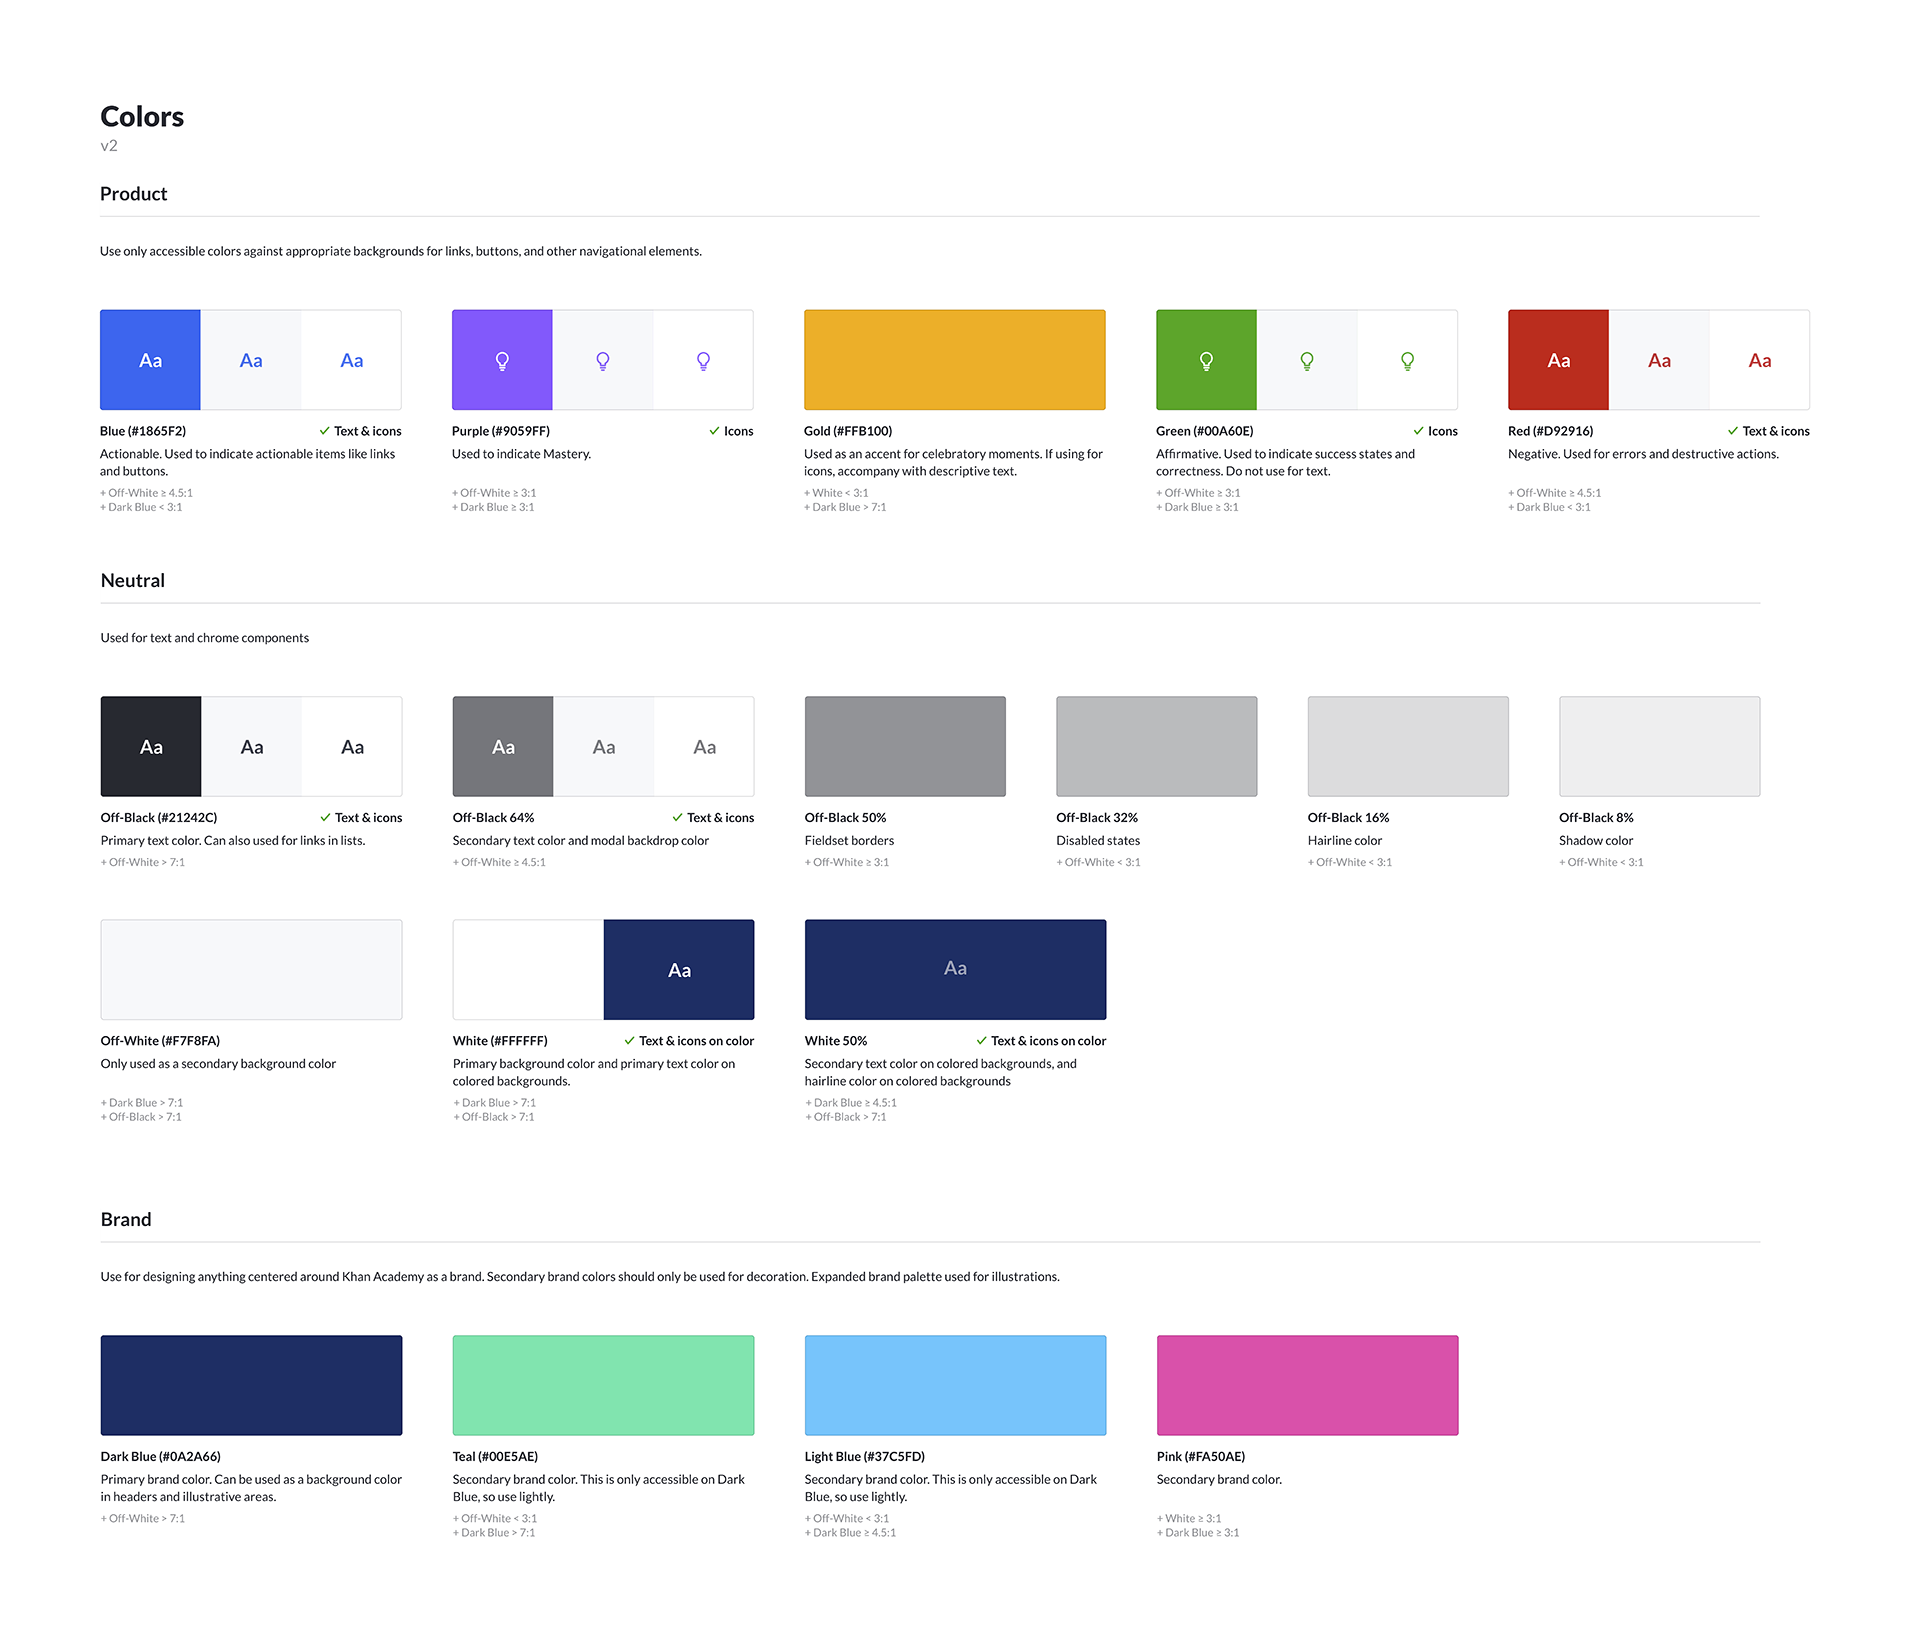 Colors
v2
Product
Use only accessible colors against appropriate backgrounds for links, buttons, and other navigational elements.
Aa Aa Aa
Blue (#1865F2) ✓ Text & icons
Actionable. Used to indicate actionable items like links
and buttons.
+ Off-White ≥ 4.5:1
+ Dark Blue < 3:1
Purple (#9059FF) ✓ Icons
Used to indicate Mastery.
+ Off-White ≥ 3:1
+ Dark Blue ≥ 3:1
Gold (#FFB100)
Used as an accent for celebratory moments. If using for
icons, accompany with descriptive text.
+ White < 3:1
+ Dark Blue > 7:1
Green (#00A60E) ✓ Icons
Affirmative. Used to indicate success states and
correctness. Do not use for text.
+ Off-White ≥ 3:1
+ Dark Blue ≥ 3:1
Aa Aa Aa
Red (#D92916) ✓ Text & icons
Negative. Used for errors and destructive actions.
+ Off-White ≥ 4.5:1
+ Dark Blue < 3:1
Neutral
Used for text and chrome components
Aa Aa Aa
Off-Black (#21242C) ✓ Text & icons
Primary text color. Can also used for links in lists.
+ Off-White > 7:1
Aa Aa Aa
Off-Black 64% ✓ Text & icons
Secondary text color and modal backdrop color
+ Off-White ≥ 4.5:1
Off-Black 50%
Fieldset borders
+ Off-White ≥ 3:1
Off-Black 32%
Disabled states
+ Off-White < 3:1
Off-Black 16%
Hairline color
+ Off-White < 3:1
Off-Black 8%
Shadow color
+ Off-White < 3:1
Off-White (#F7F8FA)
Only used as a secondary background color
+ Dark Blue > 7:1
+ Off-Black > 7:1
Aa
White (#FFFFFF) ✓ Text & icons on color
Primary background color and primary text color on
colored backgrounds.
+ Dark Blue > 7:1
+ Off-Black > 7:1
Aa
White 50% ✓ Text & icons on color
Secondary text color on colored backgrounds, and
hairline color on colored backgrounds
+ Dark Blue ≥ 4.5:1
+ Off-Black > 7:1
Brand
Use for designing anything centered around Khan Academy as a brand. Secondary brand colors should only be used for decoration. Expanded brand palette used for illustrations.
Dark Blue (#0A2A66)
Primary brand color. Can be used as a background color
in headers and illustrative areas.
+ Off-White > 7:1
Teal (#00E5AE)
Secondary brand color. This is only accessible on Dark
Blue, so use lightly.
+ Off-White < 3:1
+ Dark Blue > 7:1
Light Blue (#37C5FD)
Secondary brand color. This is only accessible on Dark
Blue, so use lightly.
+ Off-White < 3:1
+ Dark Blue ≥ 4.5:1
Pink (#FA50AE)
Secondary brand color.
+ White ≥ 3:1
+ Dark Blue ≥ 3:1